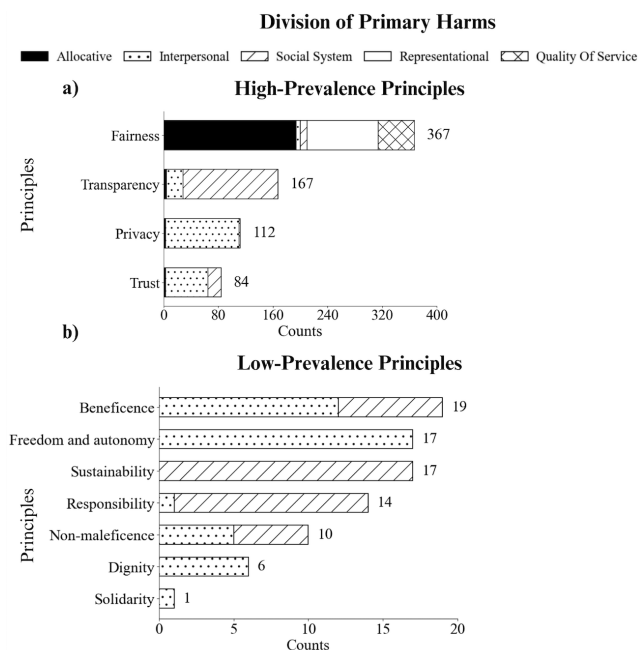 Division of Primary Harms
Allocative Interpersonal Social System Representational Quality Of Service
a) High-Prevalence Principles
Principles
Fairness 367
Transparency 167
Privacy 112
Trust 84
0 80 160 240 320 400
Counts
b)
Low-Prevalence Principles
Principles
Beneficence 19
Freedom and autonomy 17
Sustainability 17
Responsibility 14
Non-maleficence 10
Dignity 6
Solidarity 1
0 5 10 15 20
Counts